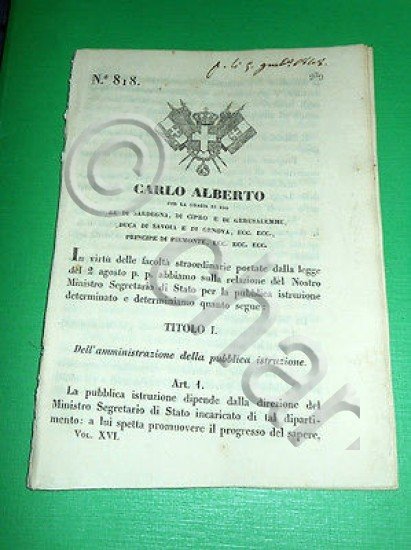 N.° 818.
CARLO ALBERTO
PER LA GRAZIA DI DIO
RE DI SARDEGNA, DI CIPRO E DI GERUSALEMME,
DUCA DI SAVOIA E DI GENOVA, ECC. ECC.
PRINCIPE DI PIEMONTE, ECC. ECC. ECC.
In virtù delle facoltà straordinarie portate dalla legge
del 2 agosto p. p. abbiamo sulla relazione del Nostro
Ministro Segretario di Stato per la pubblica istruzione
determinato e determiniamo quanto segue:
TITOLO I.
Dell'amministrazione della pubblica istruzione.
Art. 1.
La pubblica istruzione dipende dalla direzione del
Ministro Segretario di Stato incaricato di tal diparti-
mento: a lui spetta promuovere il progresso del sapere,
Vol. XVI.